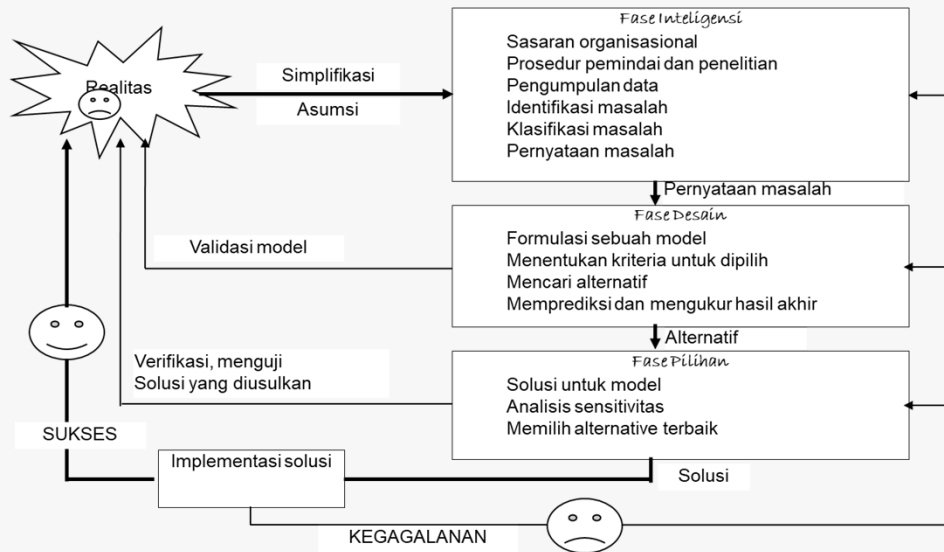 Fase Inteligensi
Sasaran organisasional
Prosedur pemindai dan penelitian
Pengumpulan data
Identifikasi masalah
Klasifikasi masalah
Pernyataan masalah
Realitas
Simplifikasi
Asumsi
Pernyataan masalah
Fase Desain
Formulasi sebuah model
Menentukan kriteria untuk dipilih
Mencari alternatif
Memprediksi dan mengukur hasil akhir
Validasi model
Alternatif
Fase Pilihan
Solusi untuk model
Analisis sensitivitas
Memilih alternative terbaik
Verifikasi, menguji
Solusi yang diusulkan
SUKSES
Implementasi solusi
Solusi
KEGAGALANAN